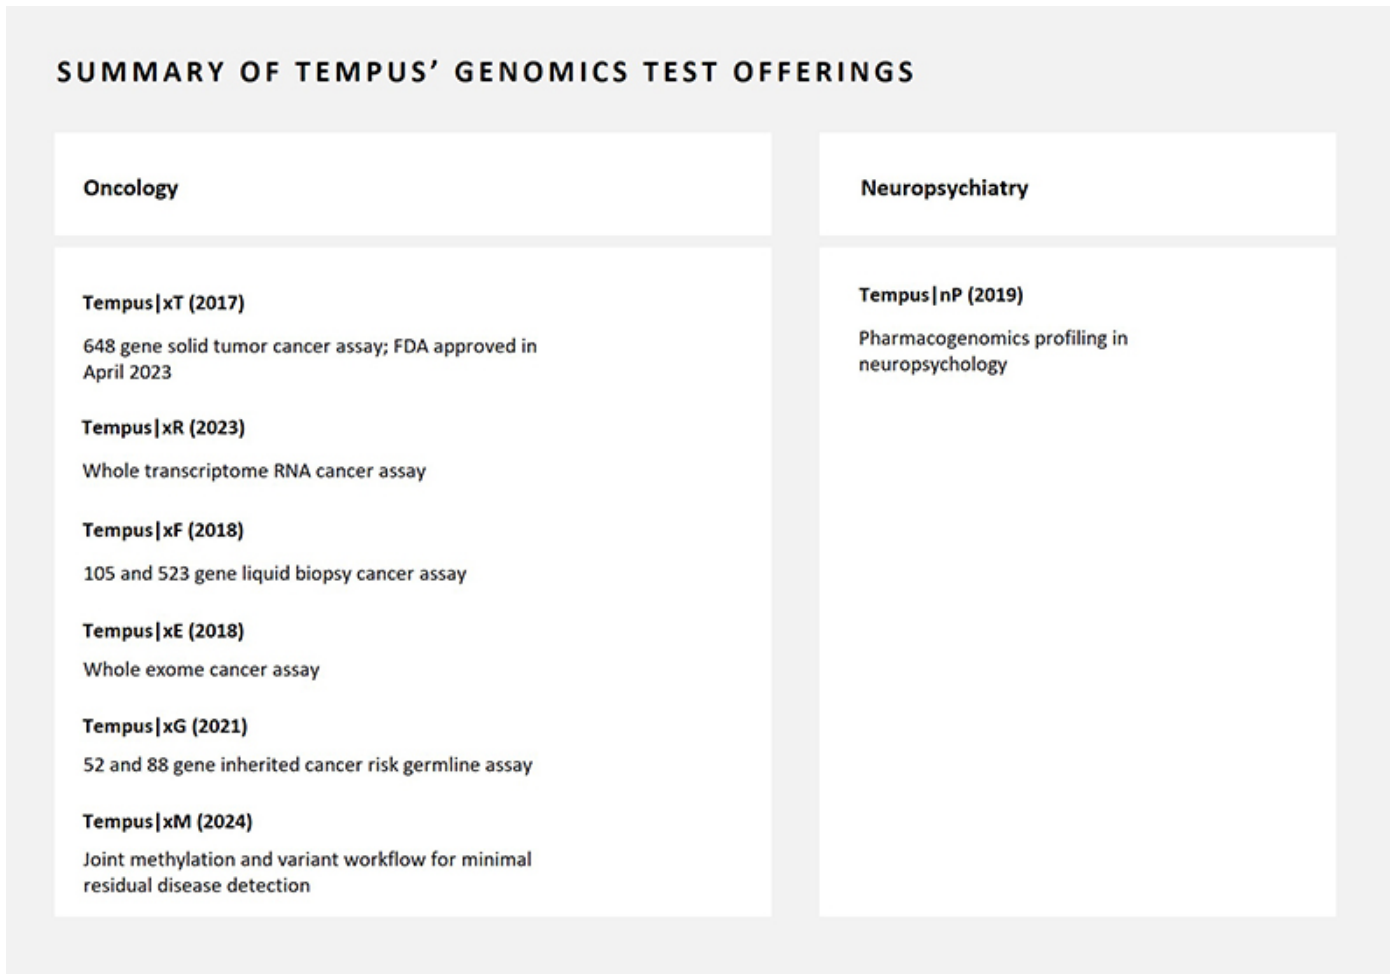 SUMMARY OF TEMPUS’ GENOMICS TEST OFFERINGS
Oncology
Tempus|xT (2017)
648 gene solid tumor cancer assay; FDA approved in
April 2023
Tempus|xR (2023)
Whole transcriptome RNA cancer assay
Tempus|xF (2018)
105 and 523 gene liquid biopsy cancer assay
Tempus|xE (2018)
Whole exome cancer assay
Tempus|xG (2021)
52 and 88 gene inherited cancer risk germline assay
Tempus|xM (2024)
Joint methylation and variant workflow for minimal
residual disease detection
Neuropsychiatry
Tempus|nP (2019)
Pharmacogenomics profiling in
neuropsychology